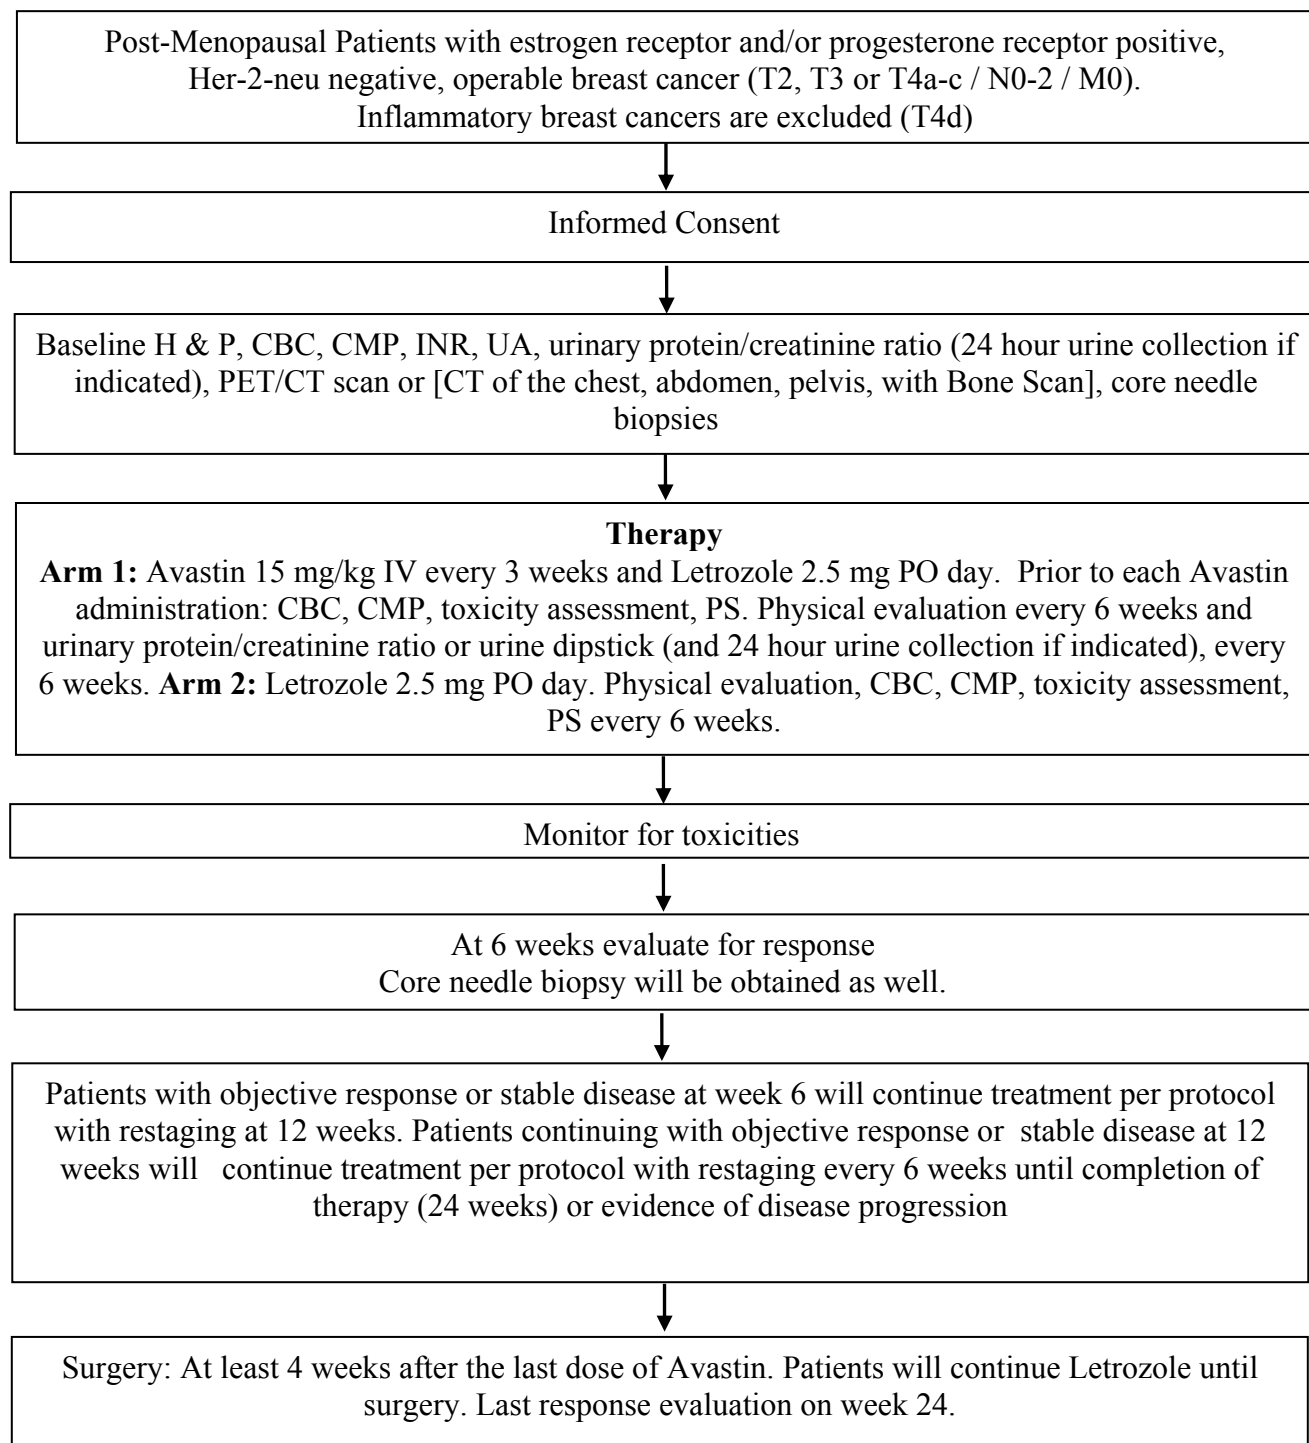 Post-Menopausal Patients with estrogen receptor and/or progesterone receptor positive,
Her-2-neu negative, operable breast cancer (T2, T3 or T4a-c / N0-2 / M0).
Inflammatory breast cancers are excluded (T4d)
Informed Consent
Baseline H & P, CBC, CMP, INR, UA, urinary protein/creatinine ratio (24 hour urine collection if
indicated), PET/CT scan or [CT of the chest, abdomen, pelvis, with Bone Scan], core needle
biopsies
Therapy
Arm 1: Avastin 15 mg/kg IV every 3 weeks and Letrozole 2.5 mg PO day. Prior to each Avastin
administration: CBC, CMP, toxicity assessment, PS. Physical evaluation every 6 weeks and
urinary protein/creatinine ratio or urine dipstick (and 24 hour urine collection if indicated), every
6 weeks. Arm 2: Letrozole 2.5 mg PO day. Physical evaluation, CBC, CMP, toxicity assessment,
PS every 6 weeks.
Monitor for toxicities
At 6 weeks evaluate for response
Core needle biopsy will be obtained as well.
Patients with objective response or stable disease at week 6 will continue treatment per protocol
with restaging at 12 weeks. Patients continuing with objective response or stable disease at 12
weeks will continue treatment per protocol with restaging every 6 weeks until completion of
therapy (24 weeks) or evidence of disease progression
Surgery: At least 4 weeks after the last dose of Avastin. Patients will continue Letrozole until
surgery. Last response evaluation on week 24.